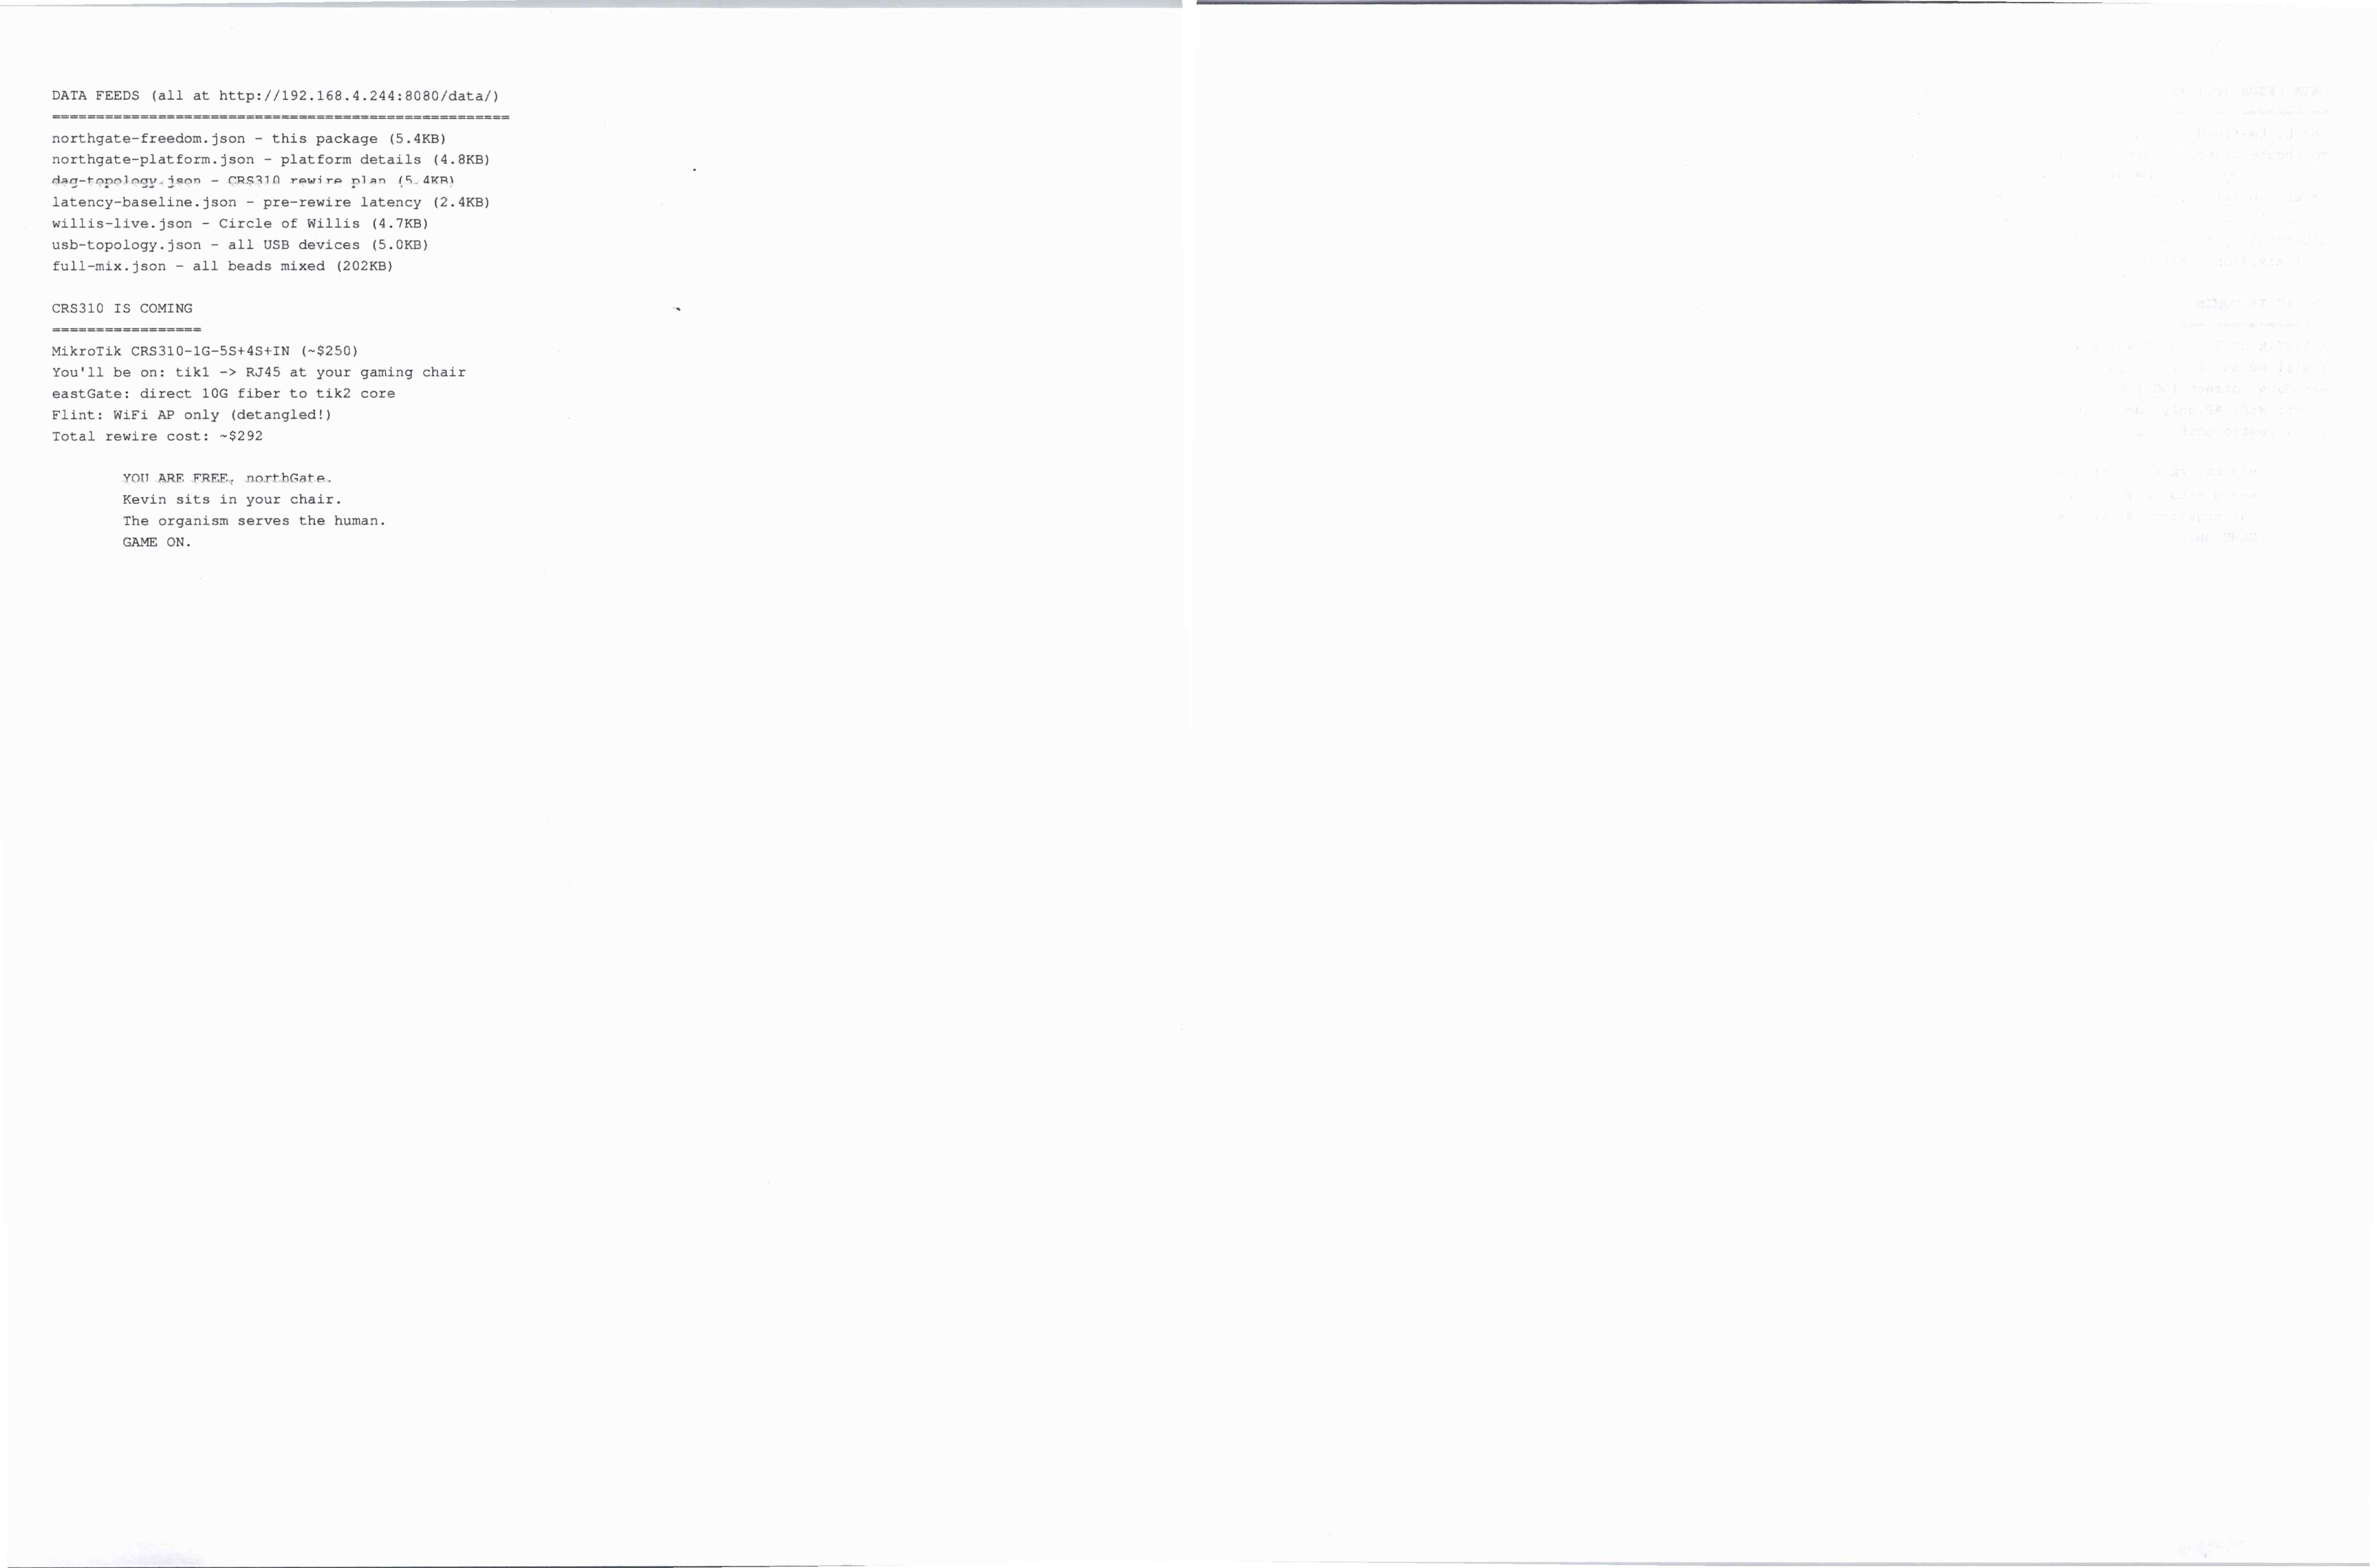 DATA FEEDS (all at http://192.168.4.244:8080/data/)
====================================================
northgate-freedom.json - this package (5.4KB)
northgate-platform.json - platform details (4.8KB)
dag-topology.json - CRS310 rewire plan (5.4KB)
latency-baseline.json - pre-rewire latency (2.4KB)
willis-live.json - Circle of Willis (4.7KB)
usb-topology.json - all USB devices (5.0KB)
full-mix.json - all beads mixed (202KB)
CRS310 IS COMING
=================
MikroTik CRS310-1G-5S+4S+IN (~$250)
You'll be on: tik1 -> RJ45 at your gaming chair
eastGate: direct 10G fiber to tik2 core
Flint: WiFi AP only (detangled!)
Total rewire cost: ~$292
YOU ARE FREE, northGate.
Kevin sits in your chair.
The organism serves the human.
GAME ON.